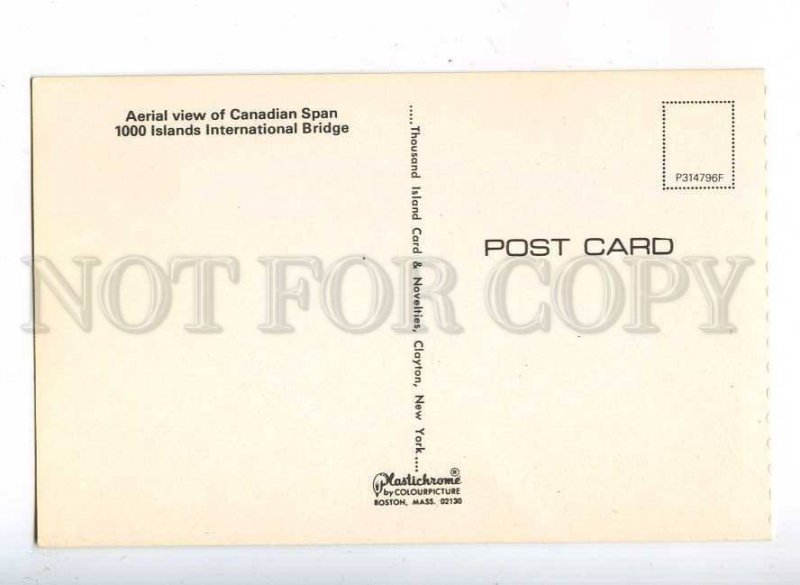 Aerial view of Canadian Span
1000 Islands International Bridge
.....Thousand Island Card & Novelties, Clayton, New York ....
P314796F
POST CARD
NOT FOR COPY
Plastichrome®
by COLOURPICTURE
BOSTON, MASS. 02130